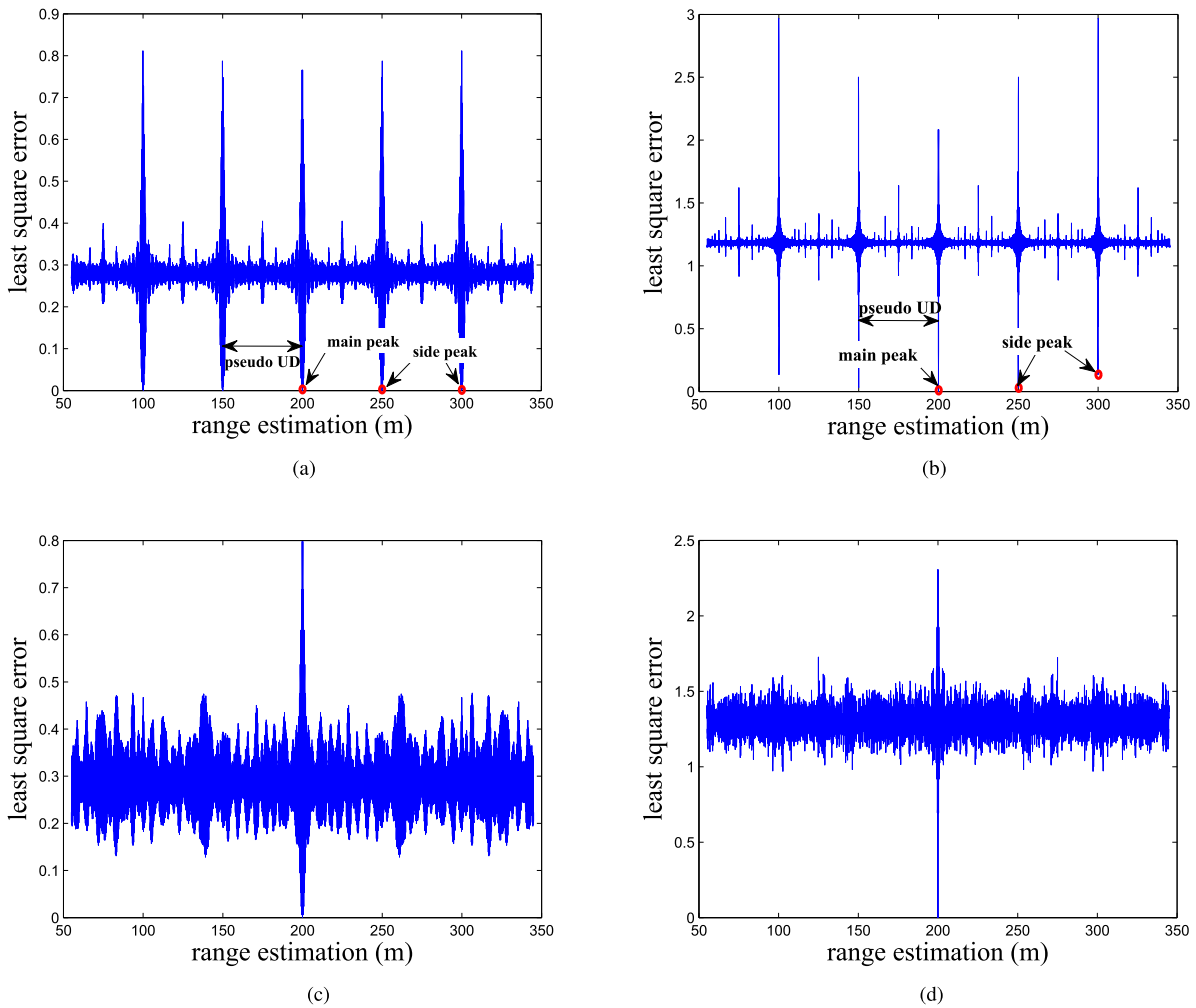 0.9
0.8
0.7
0.6
0.5
0.4
0.3
0.2
0.1
0
least square error
pseudo UD
main peak
side peak
50 100 150 200 250 300 350
range estimation (m)
(a)
3
2.5
2
1.5
1
0.5
0
least square error
pseudo UD
main peak
side peak
50 100 150 200 250 300 350
range estimation (m)
(b)
0.8
0.7
0.6
0.5
0.4
0.3
0.2
0.1
0
least square error
50 100 150 200 250 300 350
range estimation (m)
(c)
2.5
2
1.5
1
0.5
0
least square error
50 100 150 200 250 300 350
range estimation (m)
(d)